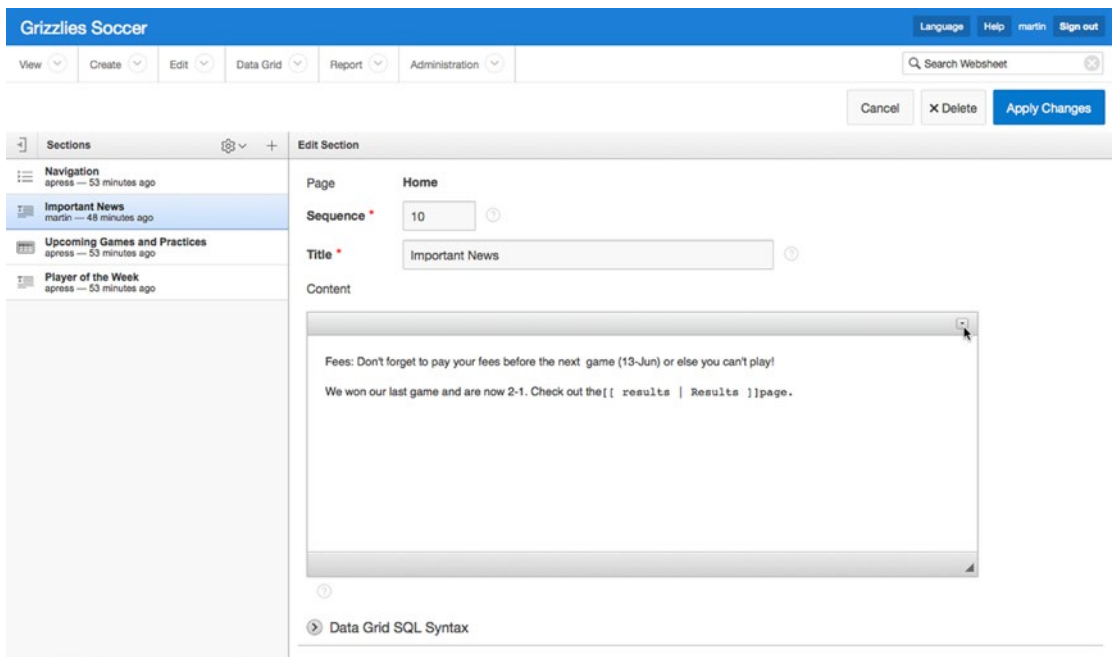 Grizzlies Soccer
Language Help martin Sign out
View Create Edit Data Grid Report Administration Search Websheet
Cancel × Delete Apply Changes
Sections + Edit Section
Navigation
apress — 53 minutes ago
Important News
martin — 48 minutes ago
Upcoming Games and Practices
apress — 53 minutes ago
Player of the Week
apress — 53 minutes ago
Page Home
Sequence * 10 ?
Title * Important News ?
Content
Fees: Don't forget to pay your fees before the next  game (13-Jun) or else you can't play!
We won our last game and are now 2-1. Check out the[[ results | Results ]]page.
?
Data Grid SQL Syntax